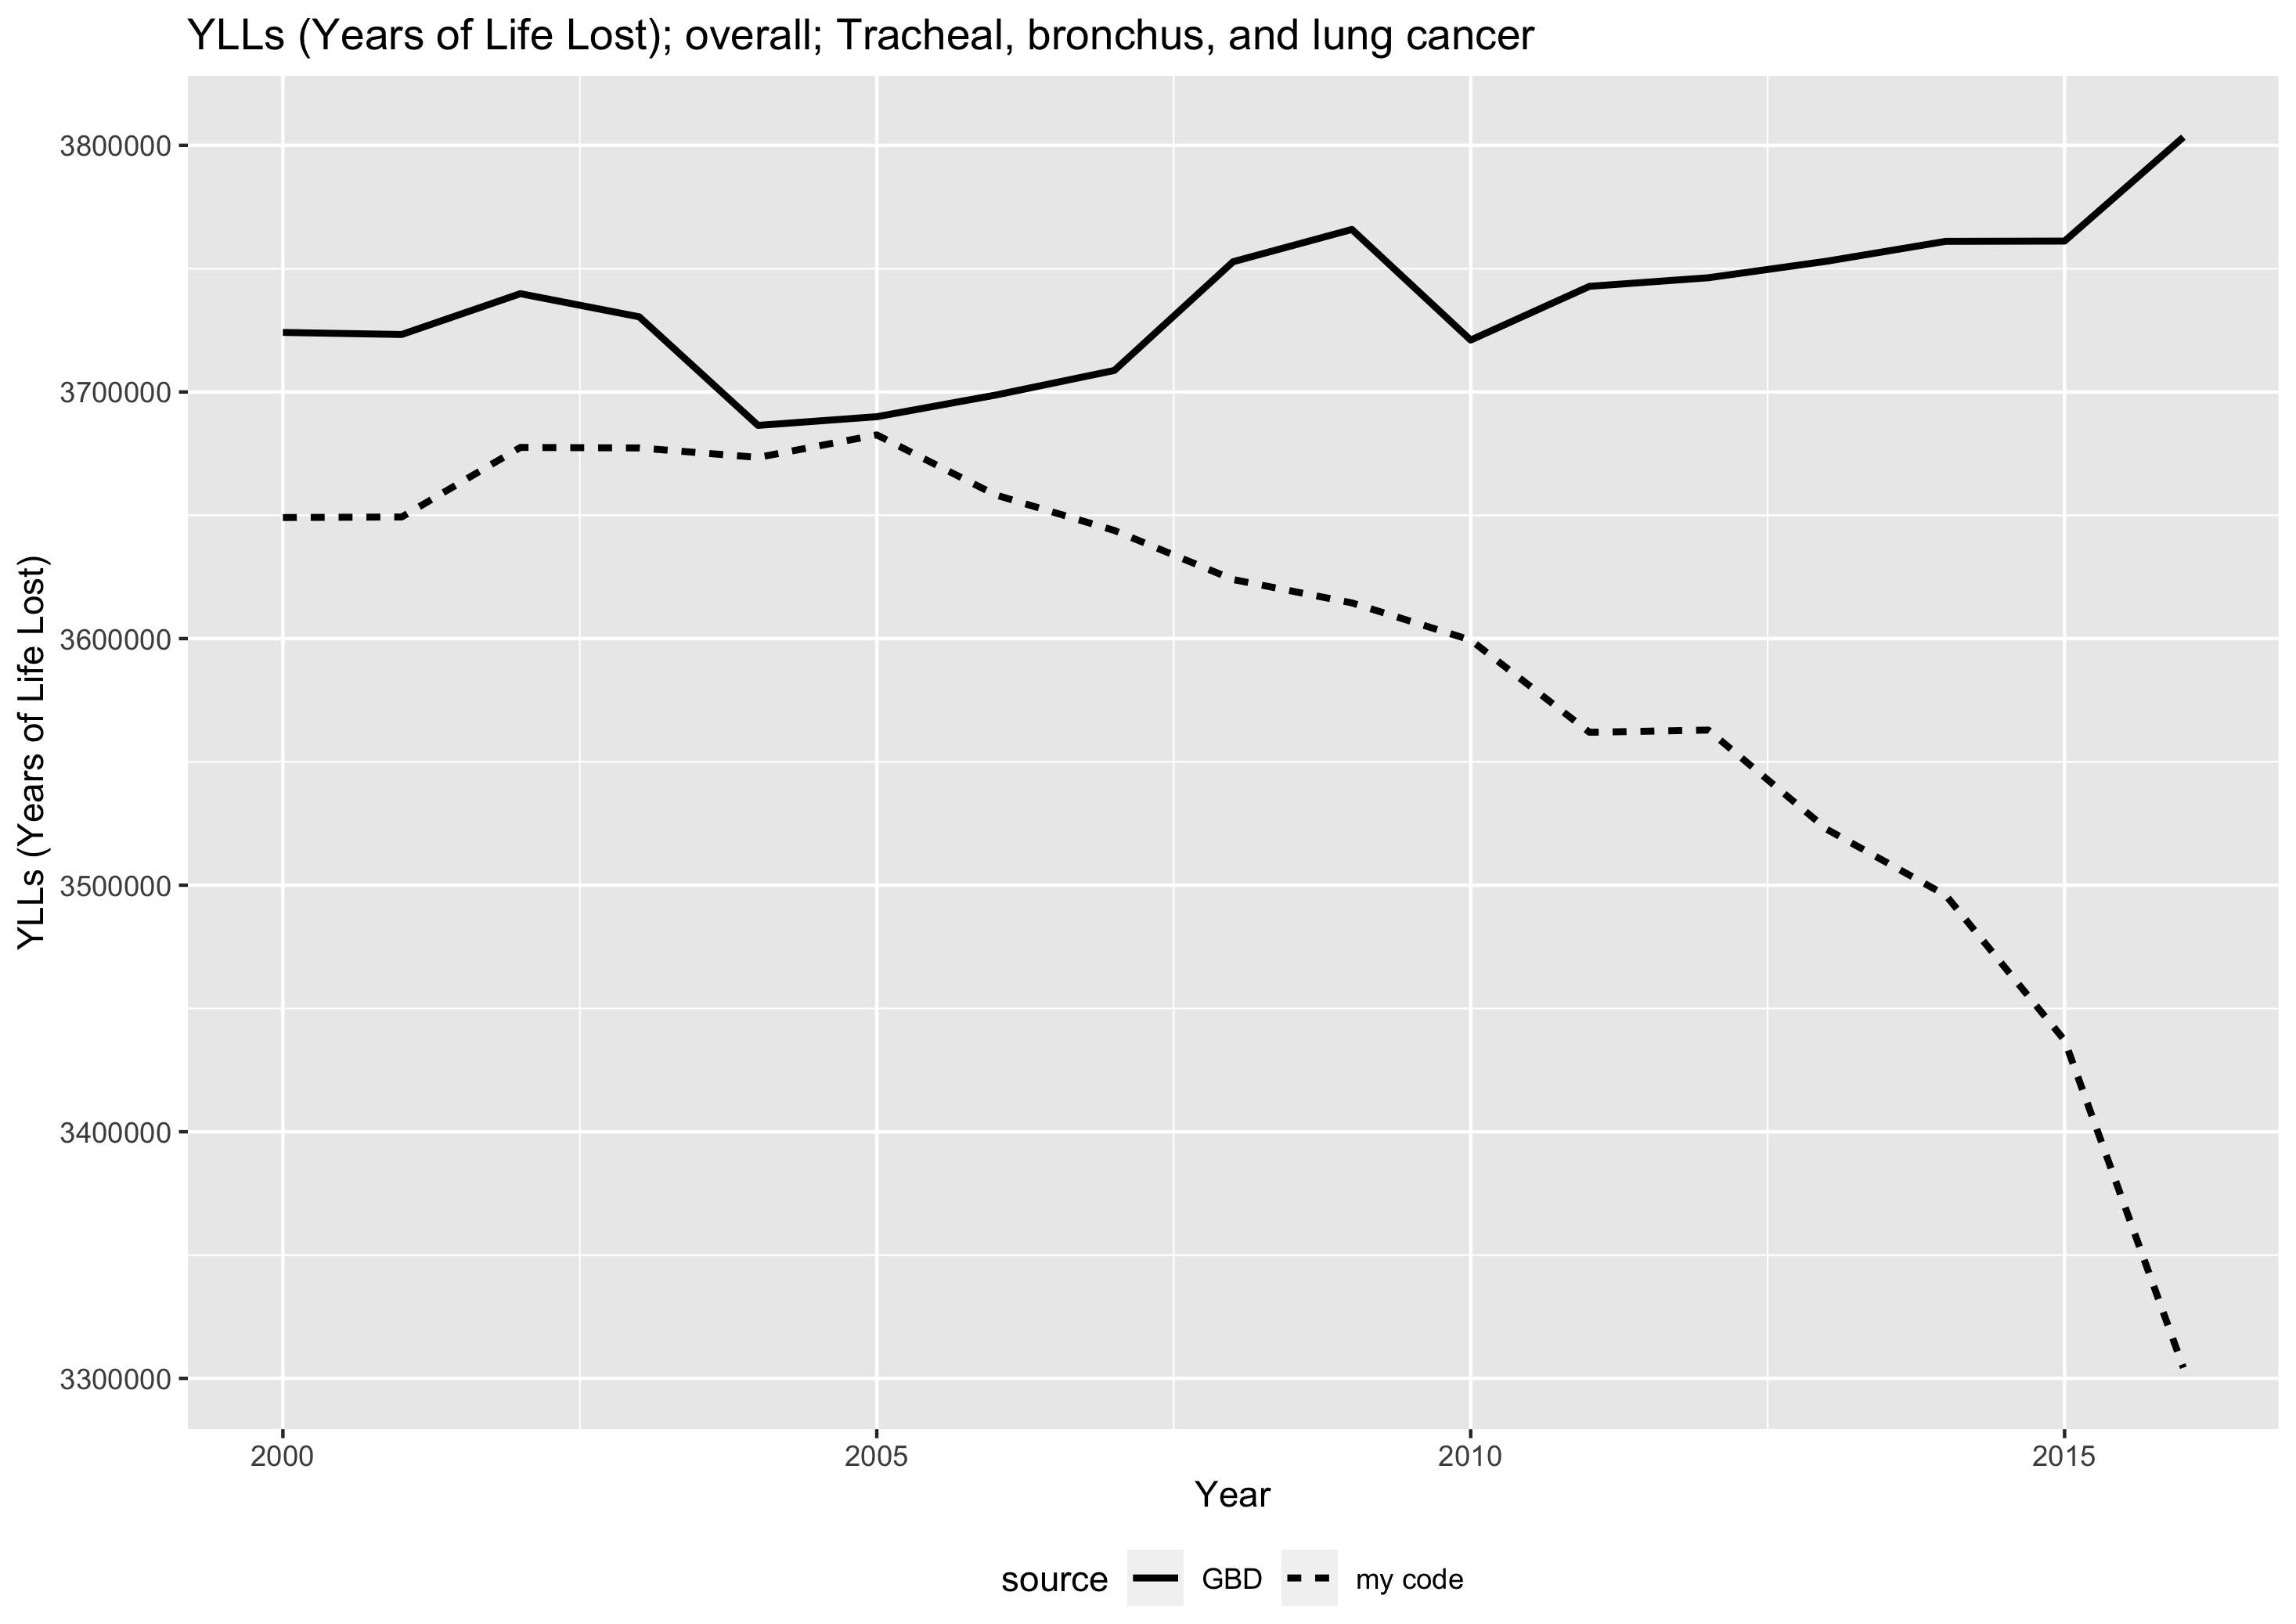 YLLs (Years of Life Lost); overall; Tracheal, bronchus, and lung cancer
YLLs (Years of Life Lost)
3800000
3700000
3600000
3500000
3400000
3300000
2000 2005 2010 2015
Year
source GBD my code